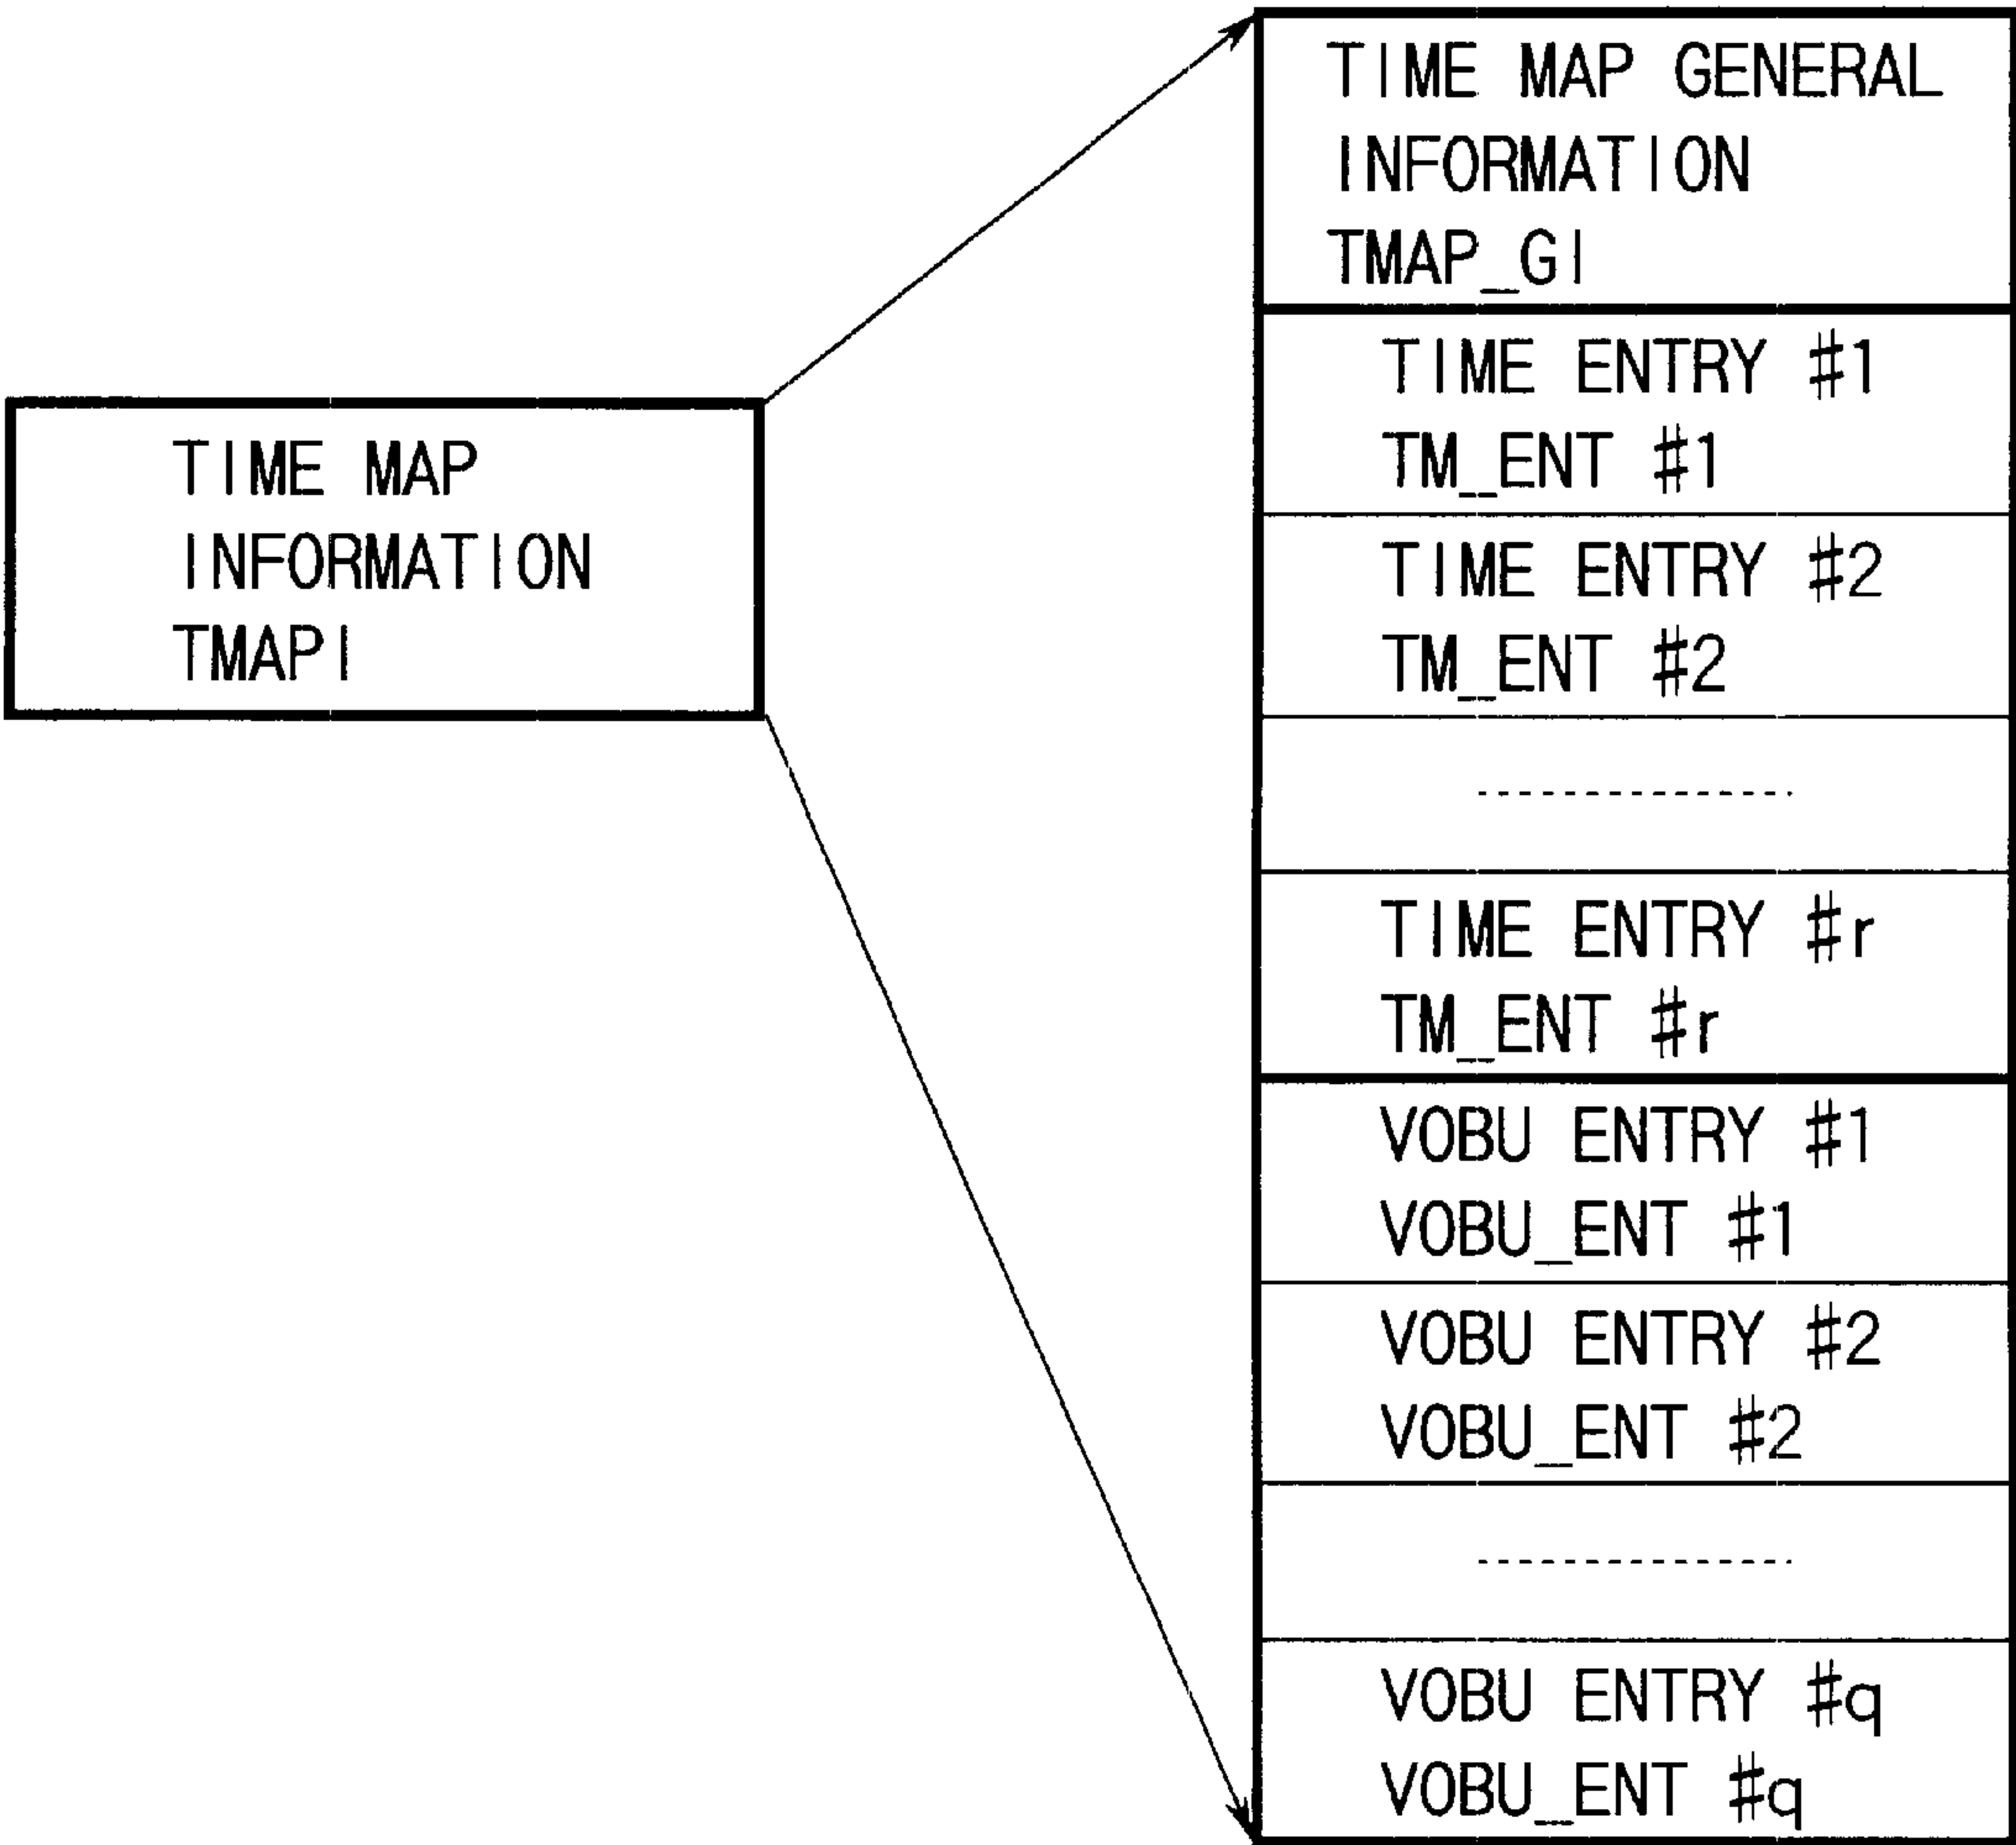 TIME MAP
INFORMATION
TMAPI
TIME MAP GENERAL
INFORMATION
TMAP_GI
TIME ENTRY #1
TM_ENT #1
TIME ENTRY #2
TM_ENT #2
TIME ENTRY #r
TM_ENT #r
VOBU ENTRY #1
VOBU_ENT #1
VOBU ENTRY #2
VOBU_ENT #2
VOBU ENTRY #q
VOBU_ENT #q